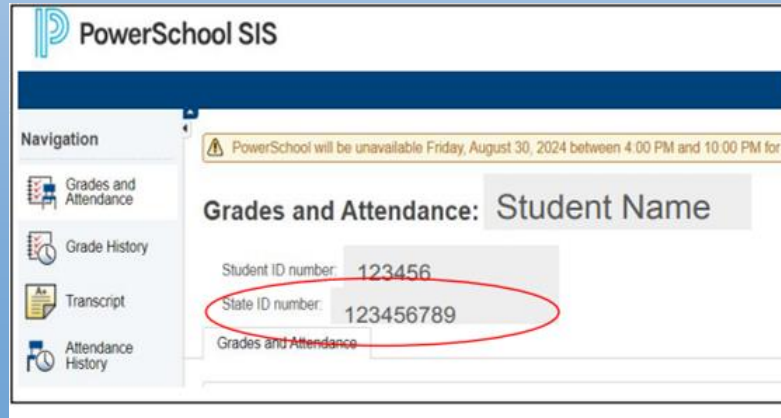 PowerSchool SIS
Navigation
PowerSchool will be unavailable Friday, August 30, 2024 between 4:00 PM and 10:00 PM for
Grades and
Attendance
Grade History
A+
Transcript
Attendance
History
Grades and Attendance: Student Name
Student ID number: 123456
State ID number: 123456789
Grades and Attendance